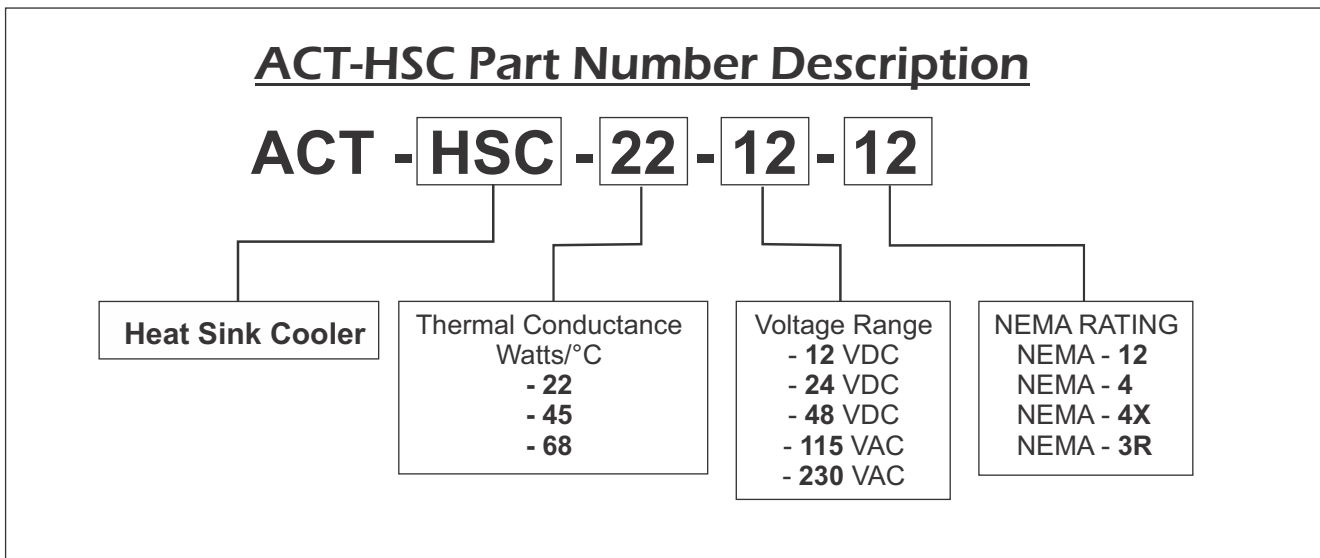 ACT-HSC Part Number Description
ACT - HSC - 22 - 12 - 12
Heat Sink Cooler
Thermal Conductance
Watts/°C
- 22
- 45
- 68
Voltage Range
- 12 VDC
- 24 VDC
- 48 VDC
- 115 VAC
- 230 VAC
NEMA RATING
NEMA - 12
NEMA - 4
NEMA - 4X
NEMA - 3R